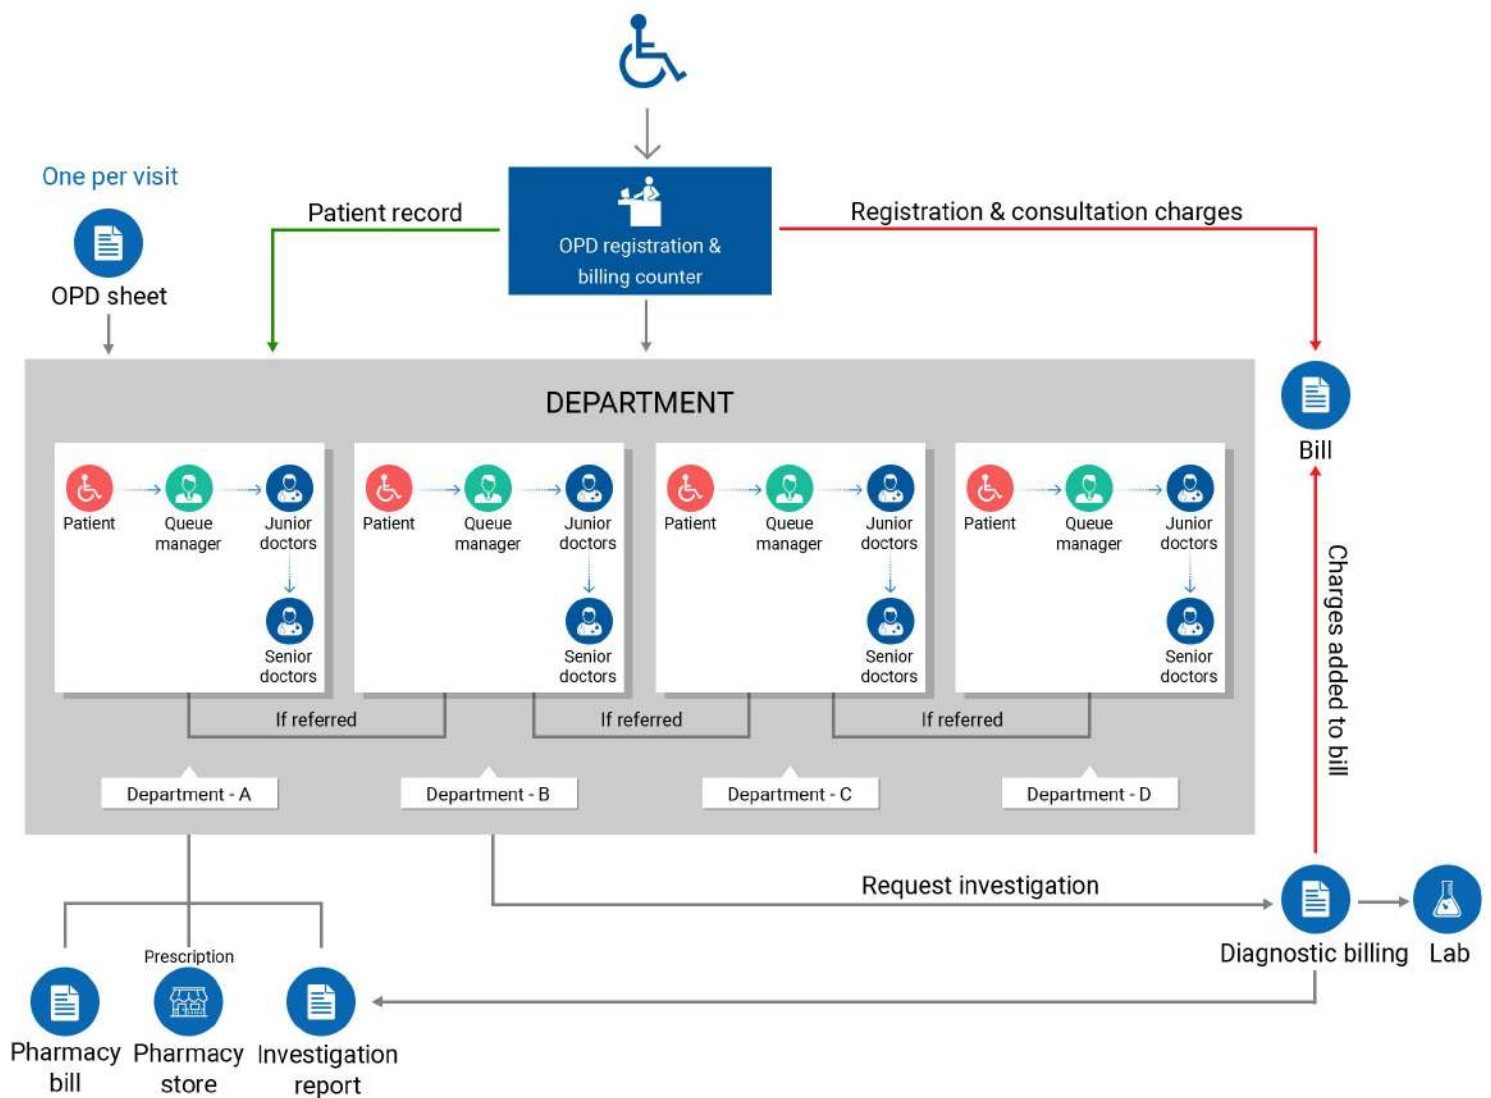 One per visit
OPD sheet
Patient record
OPD registration &
billing counter
Registration & consultation charges
Bill
Charges added to bill
DEPARTMENT
Patient
Queue
manager
Junior
doctors
Senior
doctors
Patient
Queue
manager
Junior
doctors
Senior
doctors
Patient
Queue
manager
Junior
doctors
Senior
doctors
Patient
Queue
manager
Junior
doctors
Senior
doctors
If referred
If referred
If referred
Department - A
Department - B
Department - C
Department - D
Request investigation
Diagnostic billing
Lab
Prescription
Pharmacy
bill
Pharmacy
store
Investigation
report